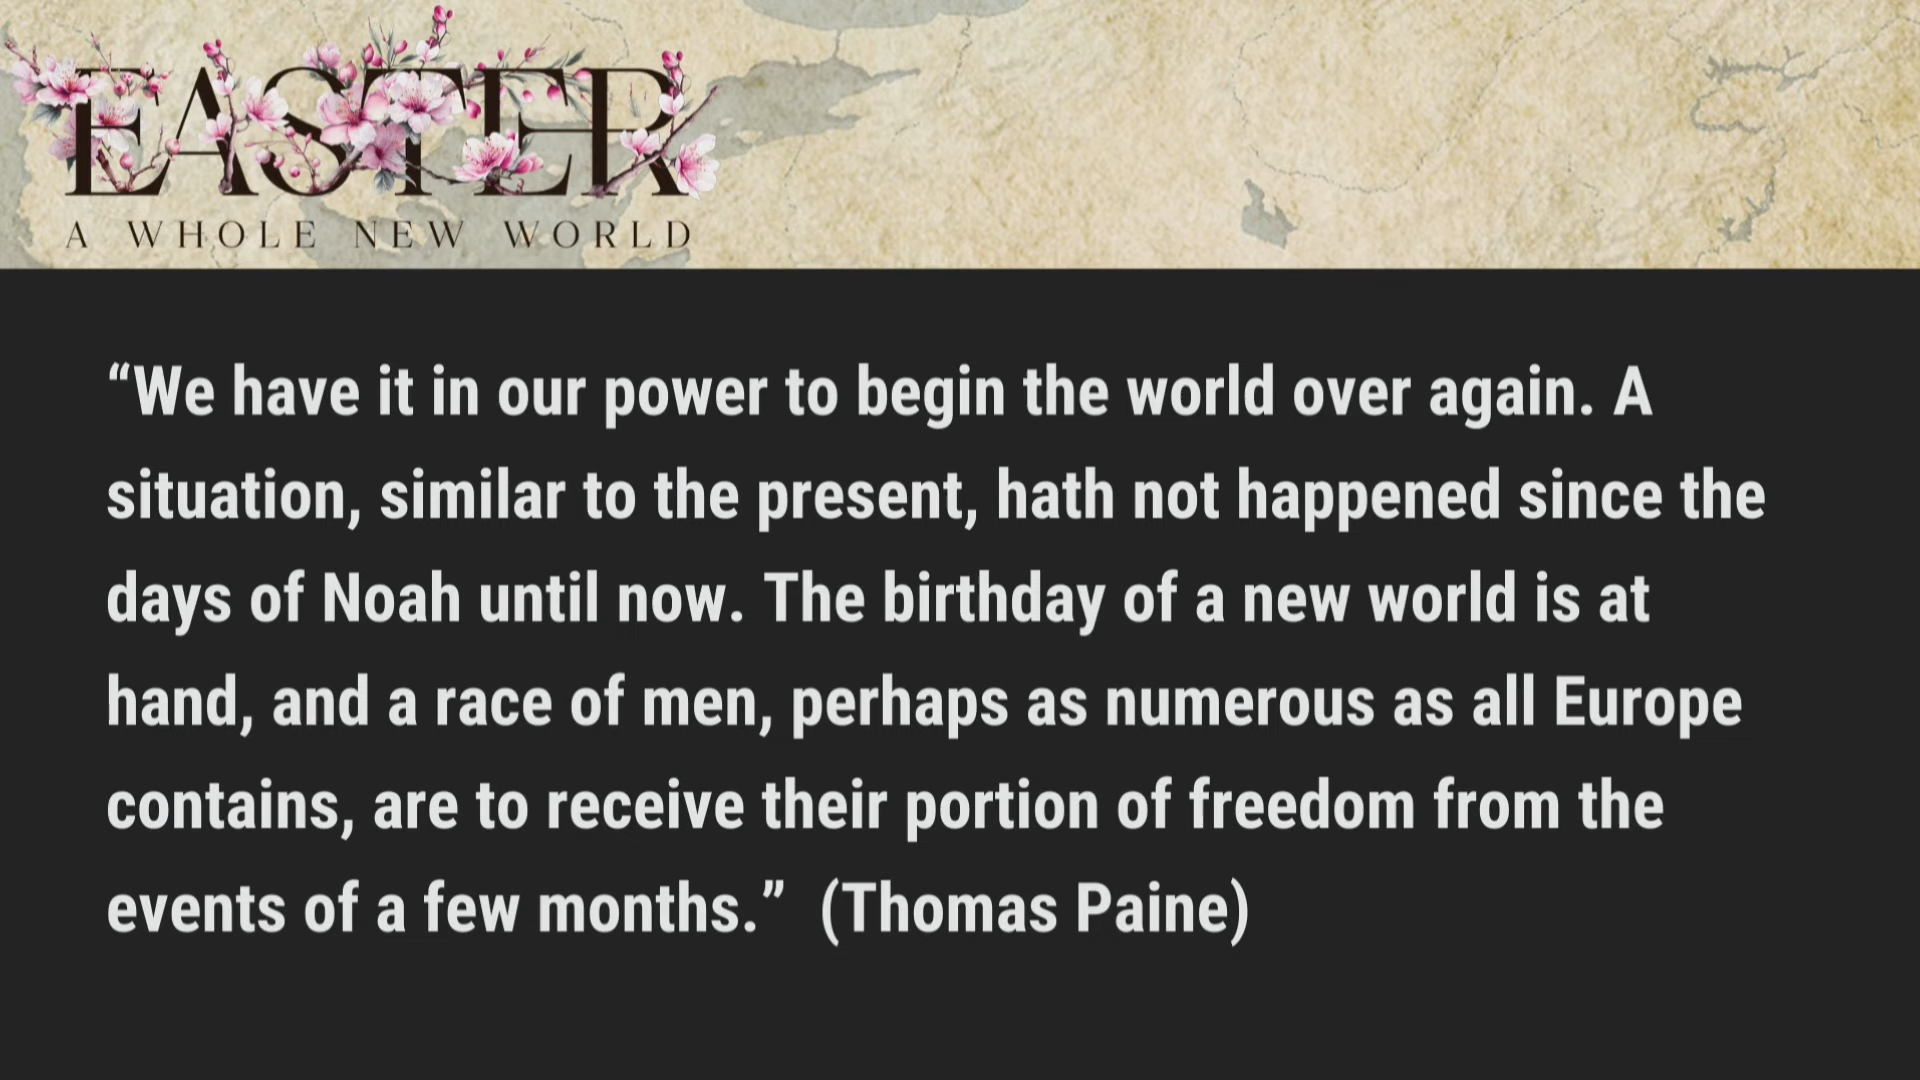 EASTER
A WHOLE NEW WORLD
“We have it in our power to begin the world over again. A
situation, similar to the present, hath not happened since the
days of Noah until now. The birthday of a new world is at
hand, and a race of men, perhaps as numerous as all Europe
contains, are to receive their portion of freedom from the
events of a few months.”  (Thomas Paine)